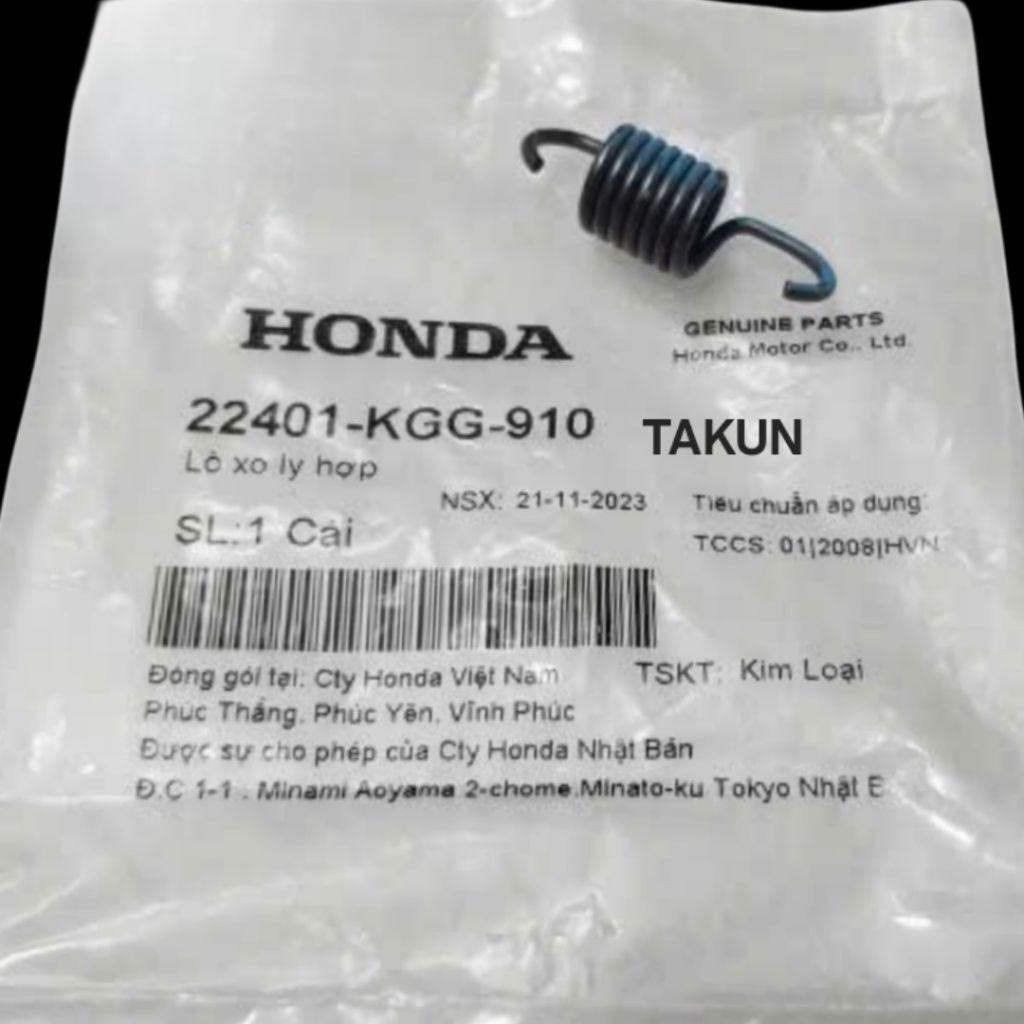 HONDA
GENUINE PARTS
Honda Motor Co., Ltd.
22401-KGG-910
TAKUN
Lò xo ly hợp
NSX: 21-11-2023
Tiêu chuẩn áp dụng:
SL:1 Cái
TCCS: 01|2008|HVN
Đóng gói tại: Cty Honda Việt Nam
TSKT: Kim Loại
Phúc Thắng, Phúc Yên, Vĩnh Phúc
Được sự cho phép của Cty Honda Nhật Bản
Đ.C 1-1 . Minami Aoyama 2-chome.Minato-ku Tokyo Nhật